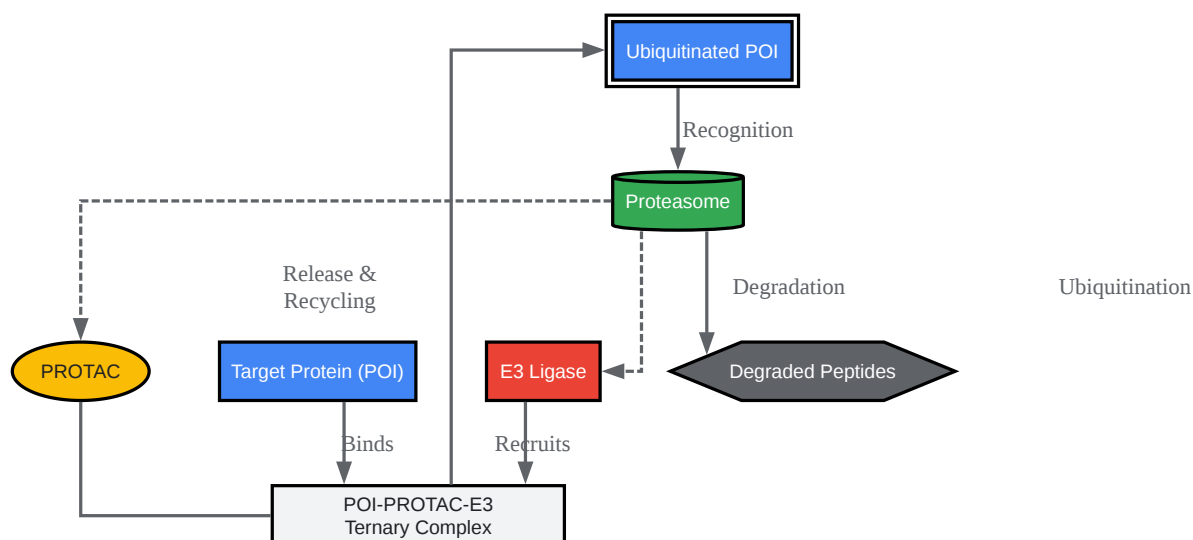 Ubiquitinated POI
Recognition
Proteasome
Release &
Recycling
Degradation
Ubiquitination
PROTAC
Target Protein (POI)
E3 Ligase
Degraded Peptides
Binds
Recruits
POI-PROTAC-E3
Ternary Complex